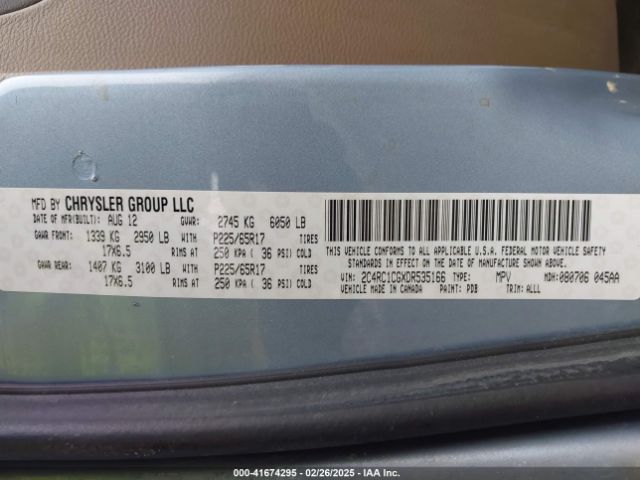 MFD BY CHRYSLER GROUP LLC
DATE OF MFR(BUILT): AUG 12 GVWR: 2745 KG 6050 LB
GAWR FRONT: 1339 KG 2950 LB WITH P225/65R17 TIRES
17X6.5 RIMS AT 250 KPA ( 36 PSI) COLD
GAWR REAR: 1407 KG 3100 LB WITH P225/65R17 TIRES
17X6.5 RIMS AT 250 KPA ( 36 PSI) COLD
THIS VEHICLE CONFORMS TO ALL APPLICABLE U.S.A. FEDERAL MOTOR VEHICLE SAFETY
STANDARDS IN EFFECT ON THE DATE OF MANUFACTURE SHOWN ABOVE.
VIN: 2C4RC1CGXDR535166 TYPE: MPV MDH: 080706 045AA
VEHICLE MADE IN CANADA PAINT: PDB TRIM: ALLL
000-41674295 - 02/26/2025 - IAAI.COM